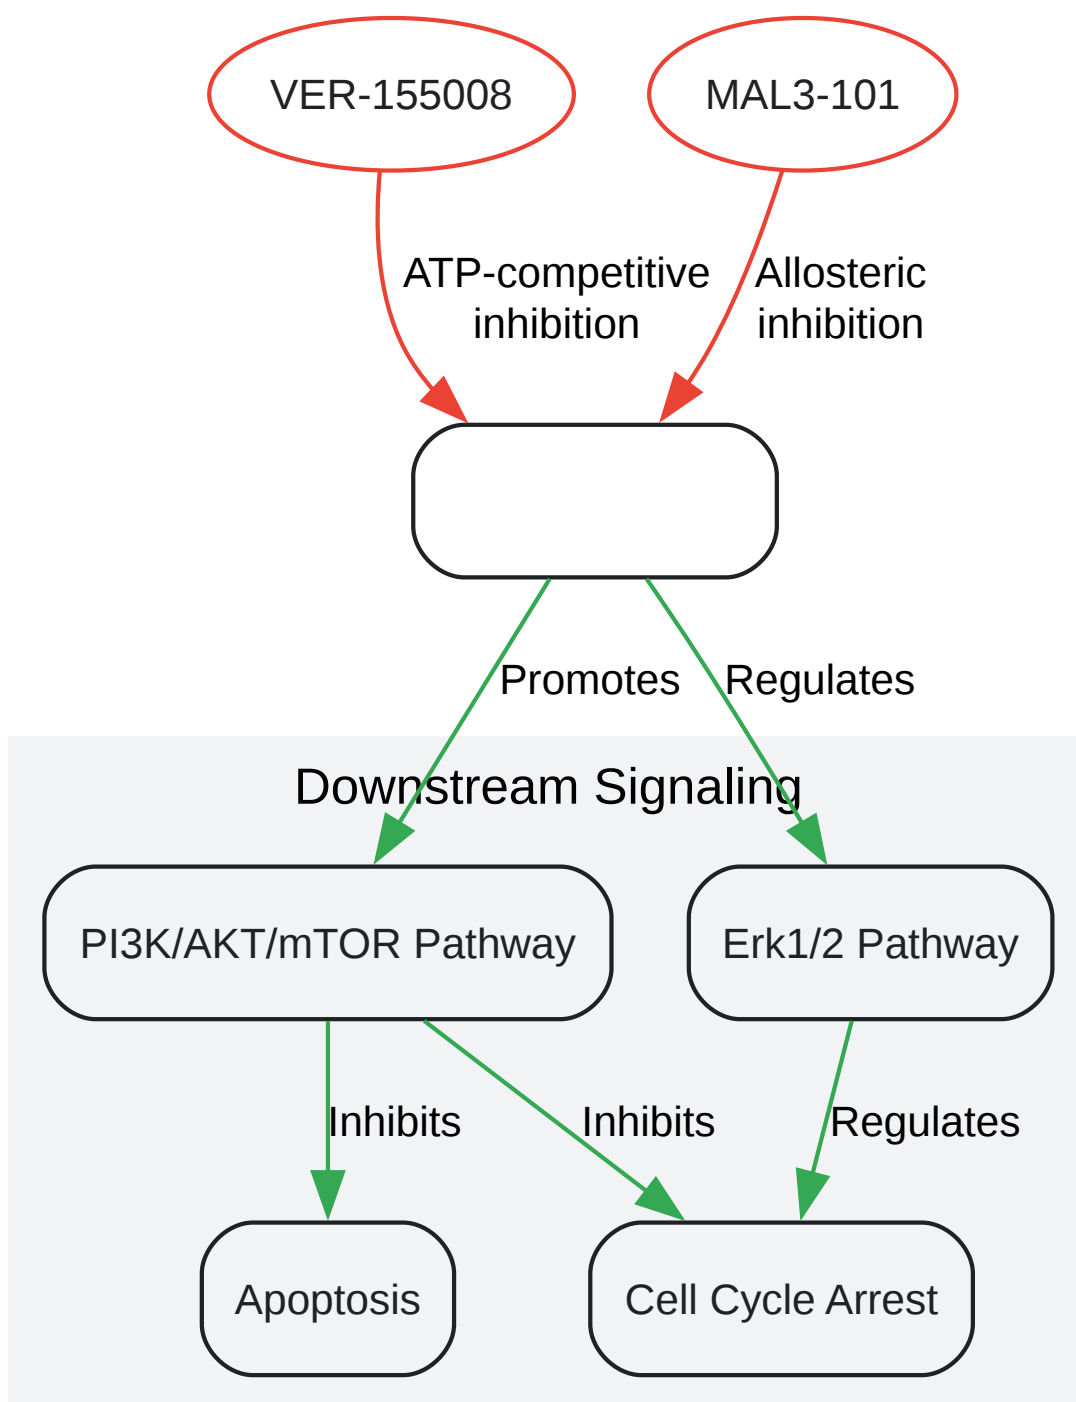 VER-155008
MAL3-101
ATP-competitive
inhibition
Allosteric
inhibition
Promotes
Regulates
Downstream Signaling
PI3K/AKT/mTOR Pathway
Erk1/2 Pathway
Inhibits
Inhibits
Regulates
Apoptosis
Cell Cycle Arrest